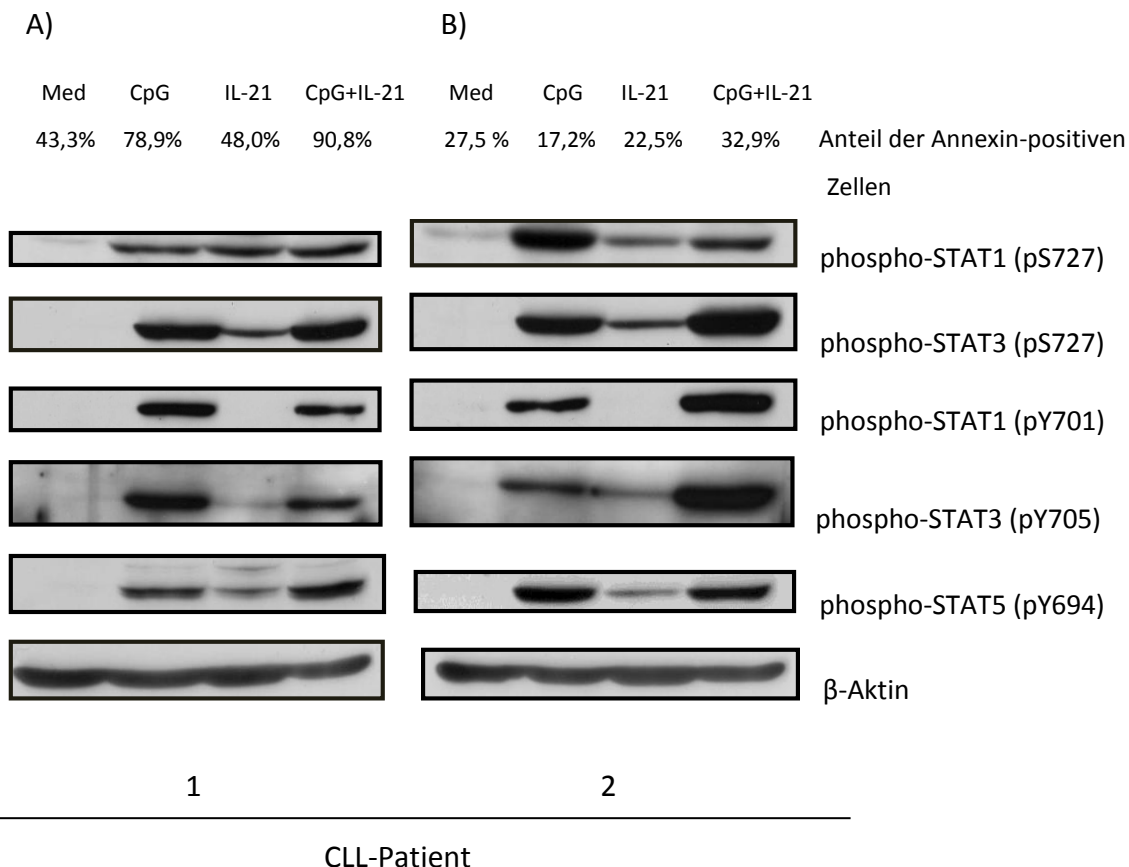 A) B)
Med CpG IL-21 CpG+IL-21 Med CpG IL-21 CpG+IL-21
43,3% 78,9% 48,0% 90,8% 27,5 % 17,2% 22,5% 32,9% Anteil der Annexin-positiven
Zellen
phospho-STAT1 (pS727)
phospho-STAT3 (pS727)
phospho-STAT1 (pY701)
phospho-STAT3 (pY705)
phospho-STAT5 (pY694)
β-Aktin
1 2
CLL-Patient